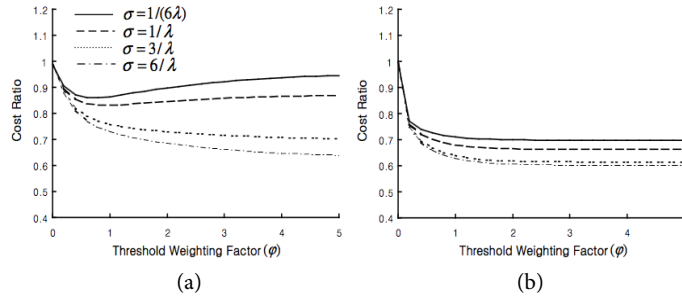 σ=1/(6λ)
σ=1/λ
σ=3/λ
σ=6/λ
1.2
1.1
1
0.9
0.8
0.7
0.6
0.5
0.4
Cost Ratio
0 1 2 3 4 5
Threshold Weighting Factor(φ)
(a)
1.2
1.1
1
0.9
0.8
0.7
0.6
0.5
0.4
Cost Ratio
0 1 2 3 4
Threshold Weighting Factor(φ)
(b)